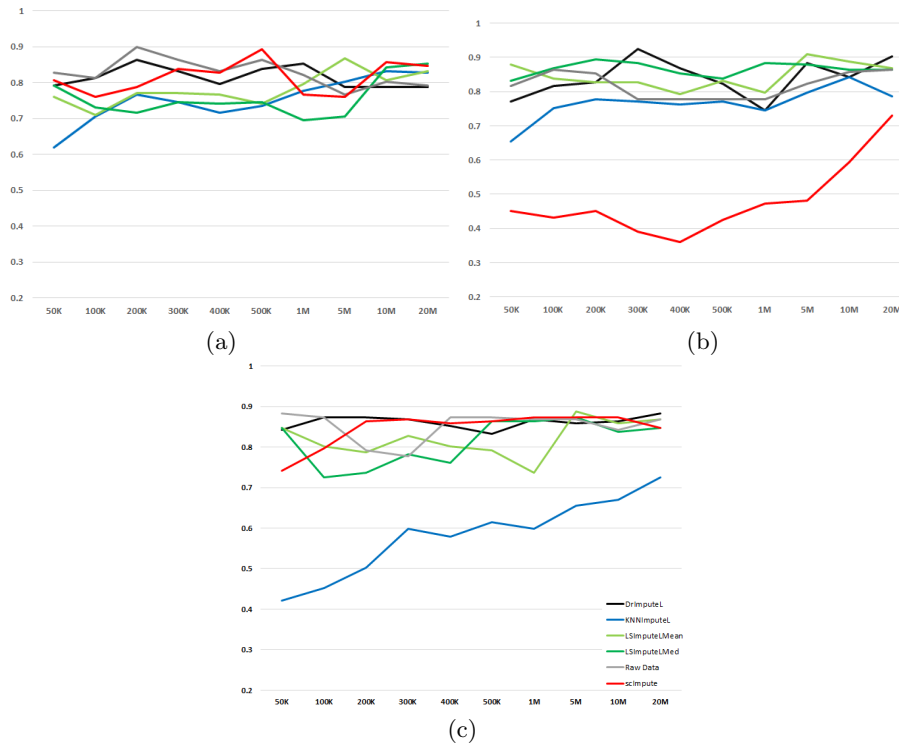 1
0.9
0.8
0.7
0.6
0.5
0.4
0.3
0.2
50K 100K 200K 300K 400K 500K 1M 5M 10M 20M
(a)
1
0.9
0.8
0.7
0.6
0.5
0.4
0.3
0.2
50K 100K 200K 300K 400K 500K 1M 5M 10M 20M
(b)
1
0.9
0.8
0.7
0.6
0.5
0.4
0.3
0.2
50K 100K 200K 300K 400K 500K 1M 5M 10M 20M
DrImputeL
KNNImputeL
LSImputeLMean
LSImputeLMed
Raw Data
scImpute
(c)